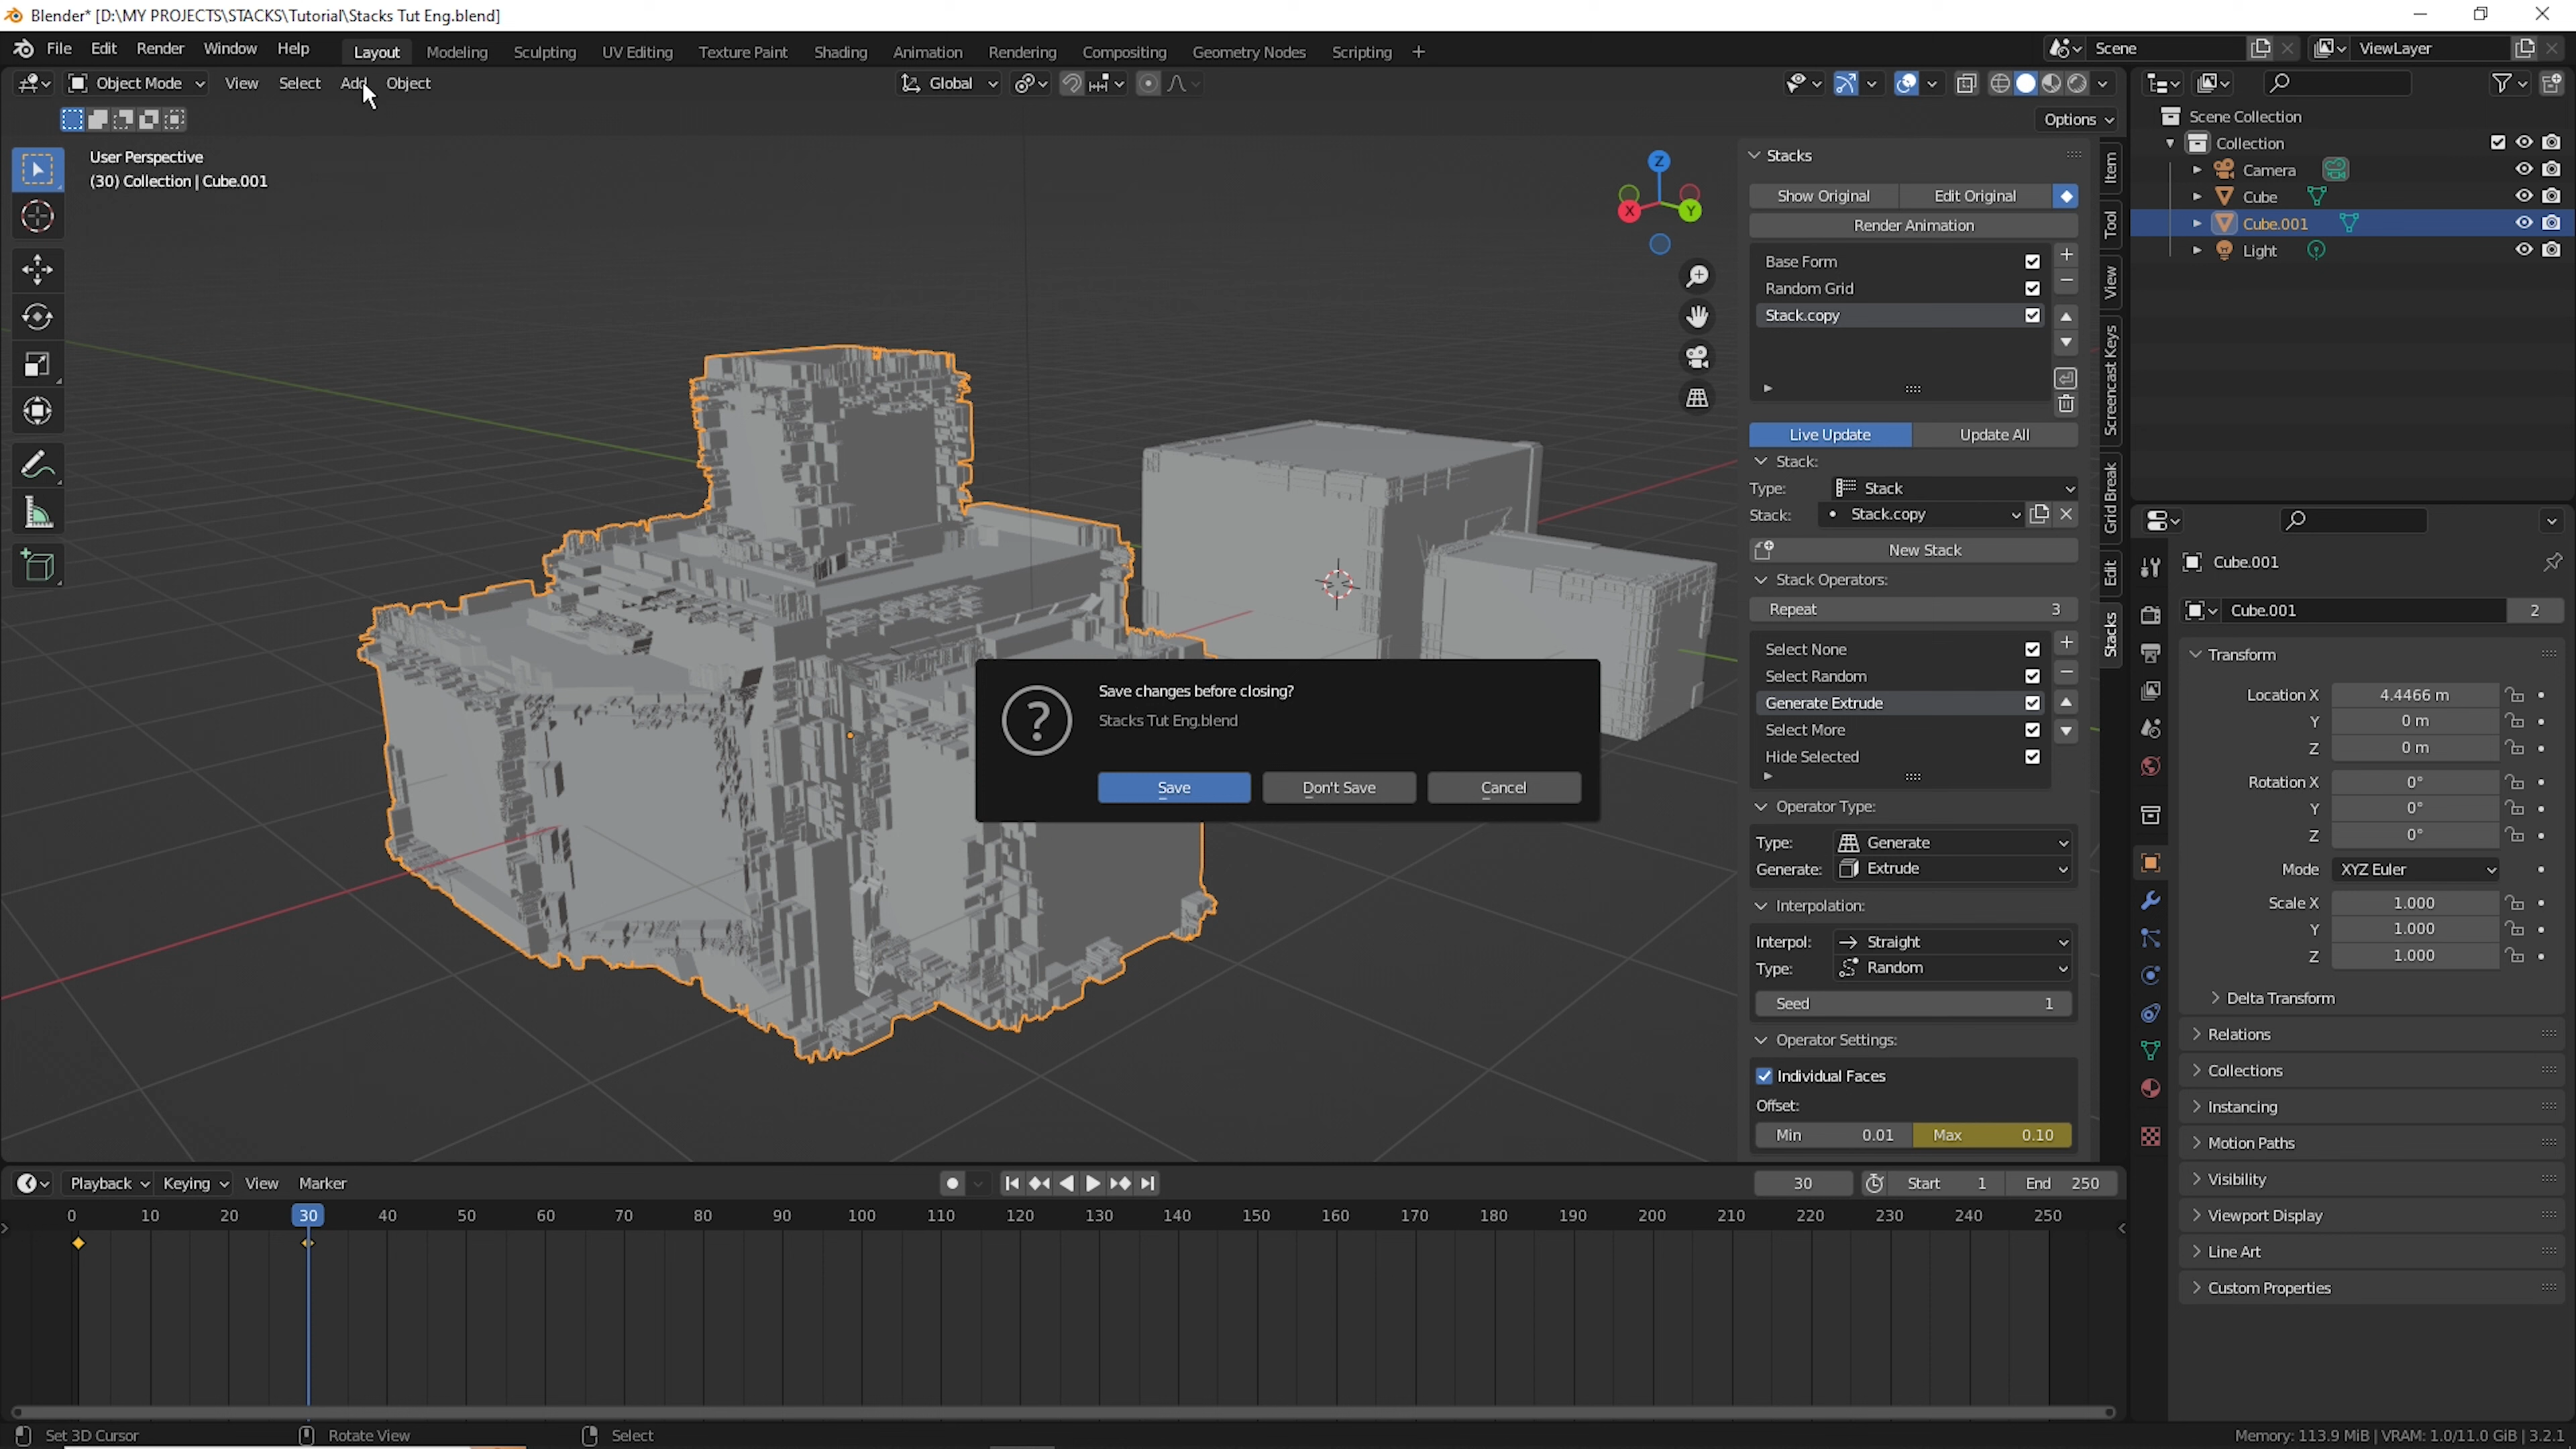 Blender* [D:\MY PROJECTS\STACKS\Tutorial\Stacks Tut Eng.blend]
File Edit Render Window Help Layout Modeling Sculpting UV Editing Texture Paint Shading Animation Rendering Compositing Geometry Nodes Scripting + Scene ViewLayer
Object Mode View Select Add Object Global
Options
User Perspective
(30) Collection | Cube.001
Z
X
Y
Stacks
Show Original Edit Original
Render Animation
Base Form
Random Grid
Stack.copy
Live Update Update All
Stack:
Type: Stack
Stack: Stack.copy
New Stack
Stack Operators:
Repeat 3
Select None
Select Random
Generate Extrude
Select More
Hide Selected
Operator Type:
Type: Generate
Generate: Extrude
Interpolation:
Interpol: Straight
Type: Random
Seed 1
Operator Settings:
Individual Faces
Offset:
Min 0.01 Max 0.10
Item
Tool
View
Screencast Keys
Grid Break
Edit
Stacks
Save changes before closing?
Stacks Tut Eng.blend
Save Don't Save Cancel
Scene Collection
Collection
Camera
Cube
Cube.001
Light
Cube.001
Cube.001 2
Transform
Location X 4.4466 m
Y 0 m
Z 0 m
Rotation X 0°
Y 0°
Z 0°
Mode XYZ Euler
Scale X 1.000
Y 1.000
Z 1.000
Delta Transform
Relations
Collections
Instancing
Motion Paths
Visibility
Viewport Display
Line Art
Custom Properties
Playback Keying View Marker 30 Start 1 End 250
0 10 20 30 40 50 60 70 80 90 100 110 120 130 140 150 160 170 180 190 200 210 220 230 240 250
Set 3D Cursor Rotate View Select Memory: 113.9 MiB | VRAM: 1.0/11.0 GiB | 3.2.1